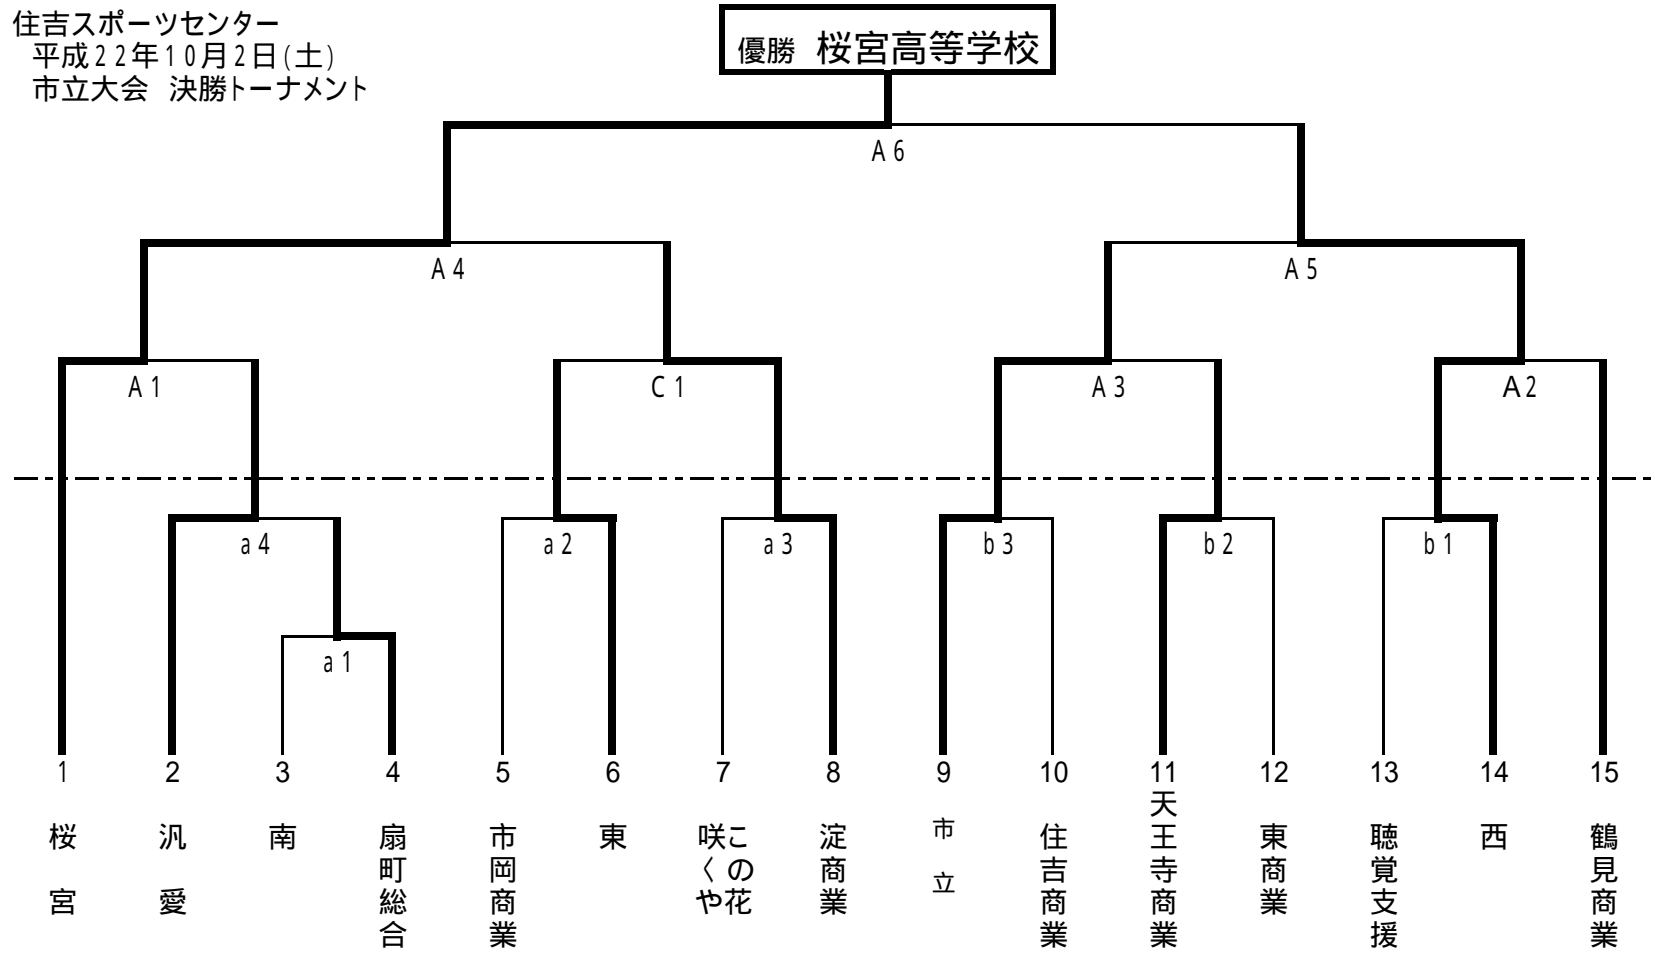 住吉スポーツセンター
平成22年10月2日(土)
市立大会 決勝トーナメント
優勝 桜宮高等学校
A6
A4
A5
A1
C1
A3
A2
a4
a2
a3
b3
b2
b1
a1
1
2
3
4
5
6
7
8
9
10
11
12
13
14
15
桜宮
汎愛
南
扇町総合
市岡商業
東
この花
咲くや
淀商業
市立
住吉商業
天王寺商業
東商業
聴覚支援
西
鶴見商業